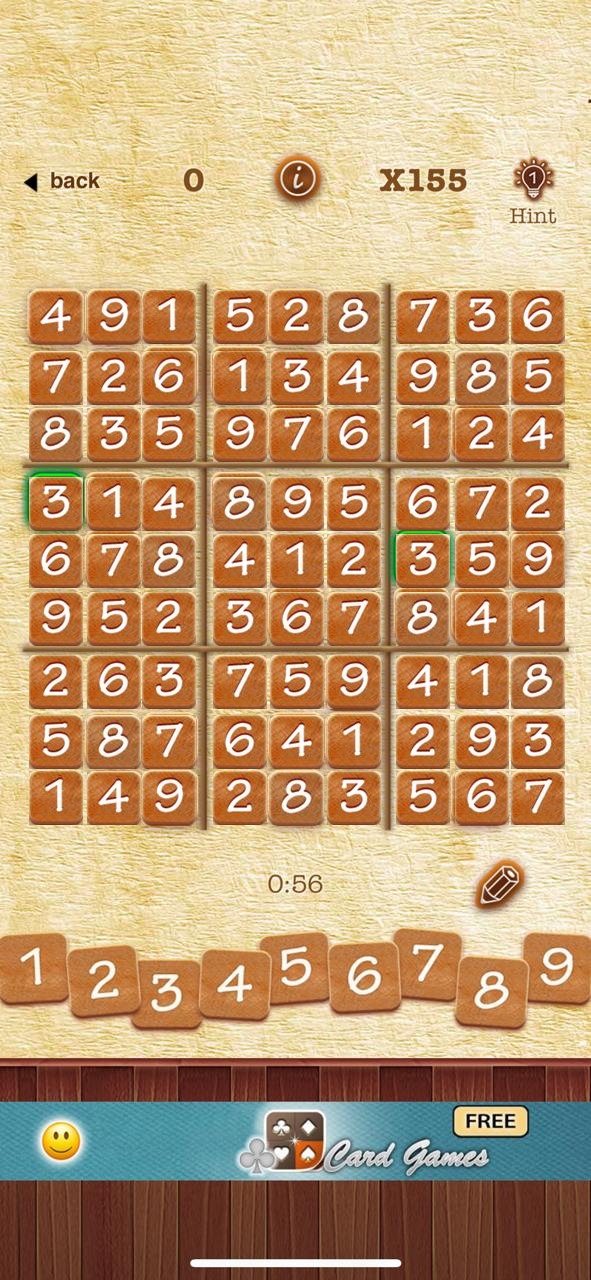 back 0 i X155 1
Hint
4 9 1 5 2 8 7 3 6
7 2 6 1 3 4 9 8 5
8 3 5 9 7 6 1 2 4
3 1 4 8 9 5 6 7 2
6 7 8 4 1 2 3 5 9
9 5 2 3 6 7 8 4 1
2 6 3 7 5 9 4 1 8
5 8 7 6 4 1 2 9 3
1 4 9 2 8 3 5 6 7
0:56
1 2 3 4 5 6 7 8 9
FREE
Card Games